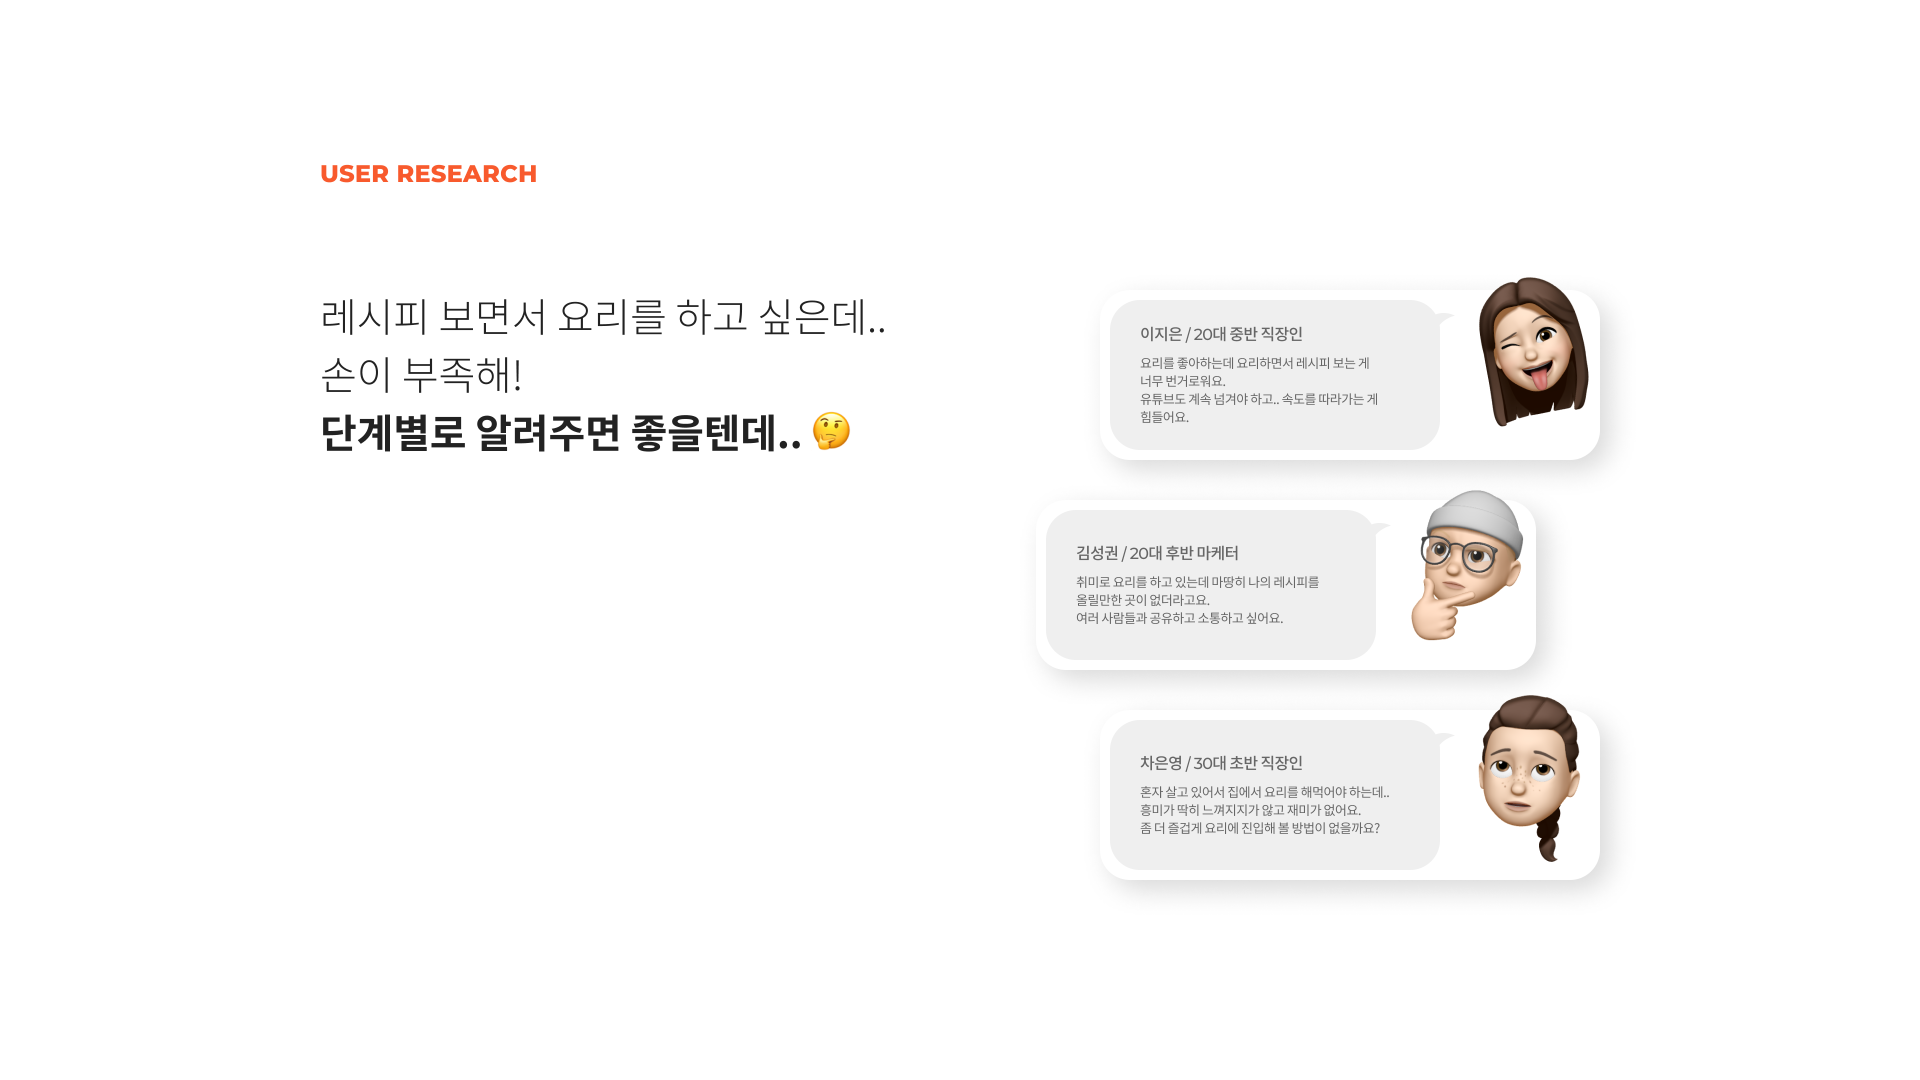 USER RESEARCH
레시피 보면서 요리를 하고 싶은데..
손이 부족해!
단계별로 알려주면 좋을텐데.. 🤔
이지은 / 20대 중반 직장인
요리를 좋아하는데 요리하면서 레시피 보는 게
너무 번거로워요.
유튜브도 계속 넘겨야 하고.. 속도를 따라가는 게
힘들어요.
김성권 / 20대 후반 마케터
취미로 요리를 하고 있는데 마땅히 나의 레시피를
올릴만한 곳이 없더라고요.
여러 사람들과 공유하고 소통하고 싶어요.
차은영 / 30대 초반 직장인
혼자 살고 있어서 집에서 요리를 해먹어야 하는데..
흥미가 딱히 느껴지지가 않고 재미가 없어요.
좀 더 즐겁게 요리에 진입해 볼 방법이 없을까요?